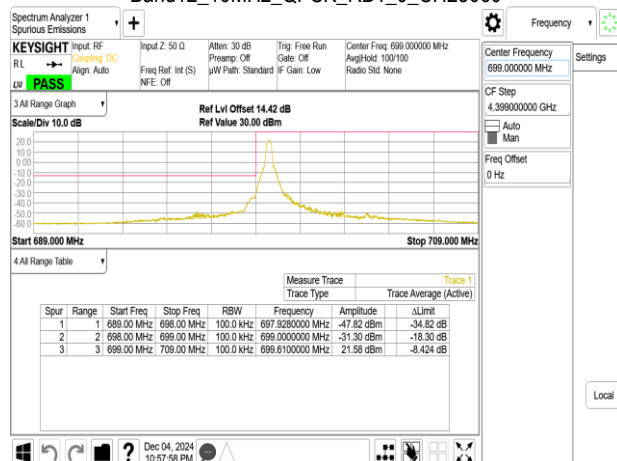 Spectrum Analyzer 1
Spurious Emissions
Frequency
KEYSIGHT
Input: RF
Coupling: DC
Align: Auto
Input Z: 50 Ω
Freq Ref: Int (S)
NFE: Off
Atten: 30 dB
Preamp: Off
µW Path: Standard
Trig: Free Run
Gate: Off
IF Gain: Low
Center Freq: 699.000000 MHz
Avg|Hold: 100/100
Radio Std: None
RL
LXI PASS
Center Frequency
699.000000 MHz
Settings
CF Step
4.399000000 GHz
Auto
Man
Freq Offset
0 Hz
Local
3 All Range Graph
Scale/Div 10.0 dB
Ref Lvl Offset 14.42 dB
Ref Value 30.00 dBm
20.0
10.0
0.00
-10.0
-20.0
-30.0
-40.0
-50.0
-60.0
Start 689.000 MHz
Stop 709.000 MHz
4 All Range Table
Measure Trace Trace 1
Trace Type Trace Average (Active)
Spur Range Start Freq Stop Freq RBW Frequency Amplitude ΔLimit
1 1 689.00 MHz 698.00 MHz 100.0 kHz 697.9280000 MHz -47.82 dBm -34.82 dB
2 2 698.00 MHz 699.00 MHz 100.0 kHz 699.0000000 MHz -31.30 dBm -18.30 dB
3 3 699.00 MHz 709.00 MHz 100.0 kHz 699.6100000 MHz 21.58 dBm -8.424 dB
Dec 04, 2024
10:57:58 PM